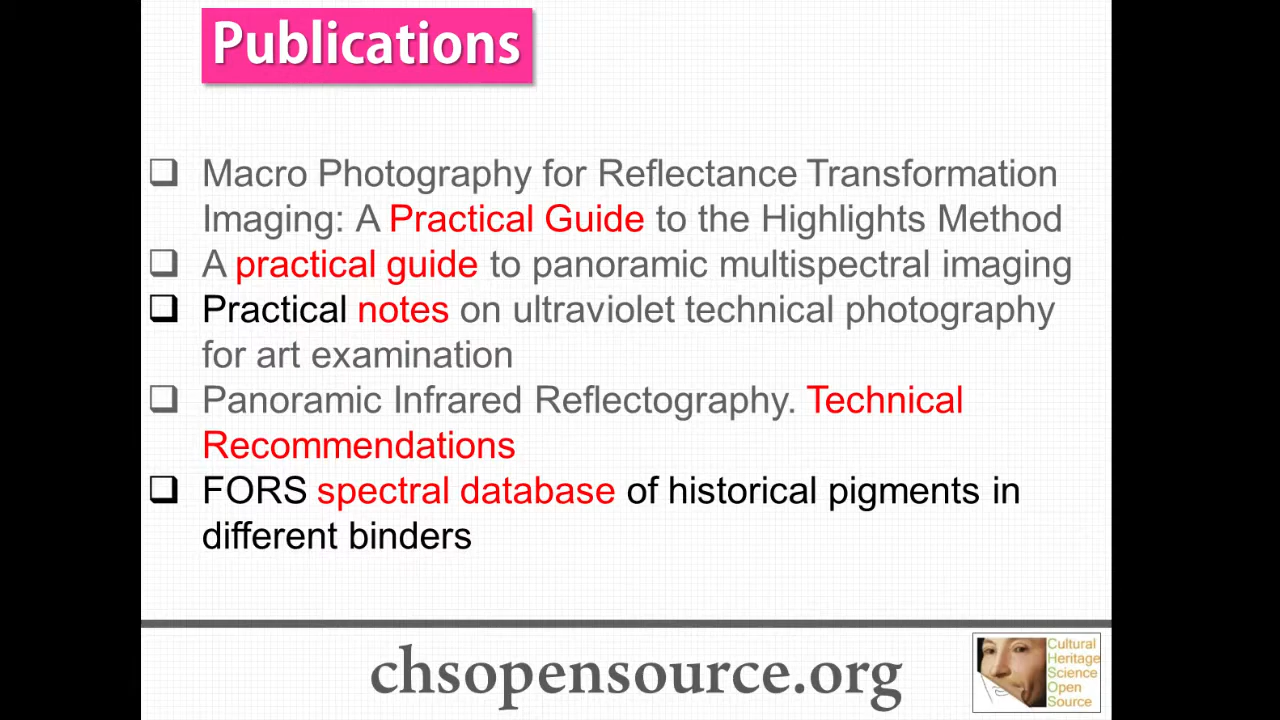 Publications
Macro Photography for Reflectance Transformation
Imaging: A Practical Guide to the Highlights Method
A practical guide to panoramic multispectral imaging
Practical notes on ultraviolet technical photography
for art examination
Panoramic Infrared Reflectography. Technical
Recommendations
FORS spectral database of historical pigments in
different binders
chsopensource.org
Cultural
Heritage
Science
Open
Source